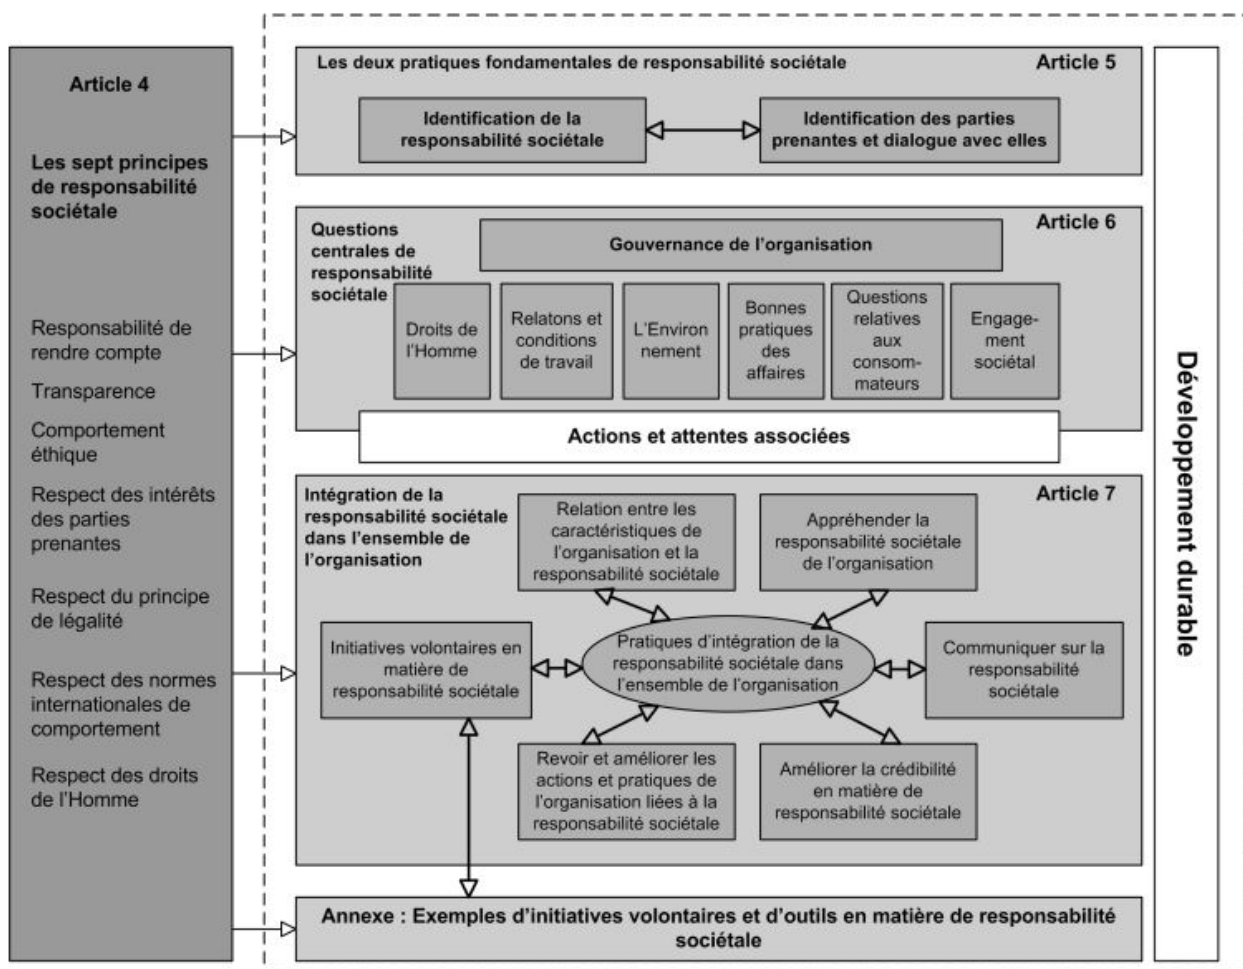 Article 4
Les sept principes
de responsabilité
sociétale
Responsabilité de
rendre compte
Transparence
Comportement
éthique
Respect des intérêts
des parties
prenantes
Respect du principe
de légalité
Respect des normes
internationales de
comportement
Respect des droits
de l'Homme
Les deux pratiques fondamentales de responsabilité sociétale
Article 5
Identification de la
responsabilité sociétale
Identification des parties
prenantes et dialogue avec elles
Questions
centrales de
responsabilité
sociétale
Article 6
Gouvernance de l'organisation
Droits de
l'Homme
Relatons et
conditions
de travail
L'Environ
nement
Bonnes
pratiques
des
affaires
Questions
relatives
aux
consom-
mateurs
Engage-
ment
sociétal
Actions et attentes associées
Intégration de la
responsabilité sociétale
dans l'ensemble de
l'organisation
Article 7
Relation entre les
caractéristiques de
l'organisation et la
responsabilité sociétale
Appréhender la
responsabilité sociétale
de l'organisation
Initiatives volontaires en
matière de
responsabilité sociétale
Pratiques d'intégration de la
responsabilité sociétale dans
l'ensemble de l'organisation
Communiquer sur la
responsabilité
sociétale
Revoir et améliorer les
actions et pratiques de
l'organisation liées à la
responsabilité sociétale
Améliorer la crédibilité
en matière de
responsabilité sociétale
Annexe : Exemples d'initiatives volontaires et d'outils en matière de responsabilité
sociétale
Développement durable